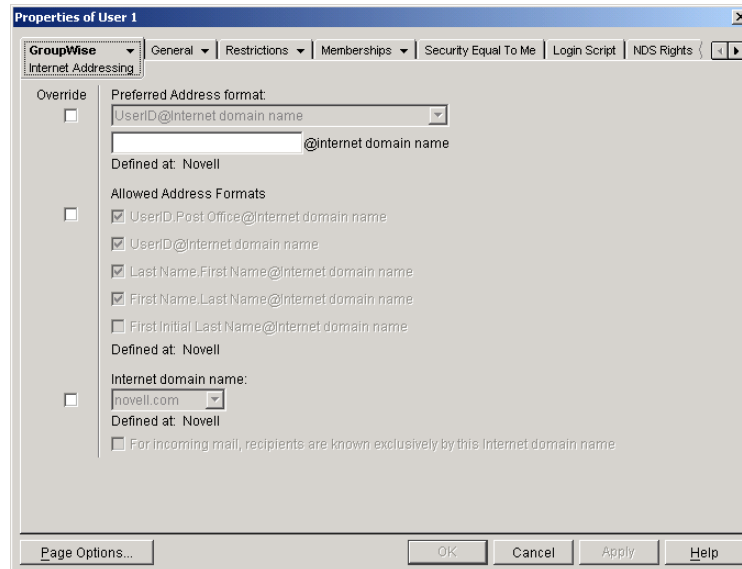 Properties of User 1
GroupWise General Restrictions Memberships Security Equal To Me Login Script NDS Rights
Internet Addressing
Override Preferred Address format:
UserID@Internet domain name
@internet domain name
Defined at: Novell
Allowed Address Formats
UserID.Post Office@Internet domain name
UserID@Internet domain name
Last Name.First Name@Internet domain name
First Name.Last Name@Internet domain name
First Initial Last Name@Internet domain name
Defined at: Novell
Internet domain name:
novell.com
Defined at: Novell
For incoming mail, recipients are known exclusively by this Internet domain name
Page Options... OK Cancel Apply Help